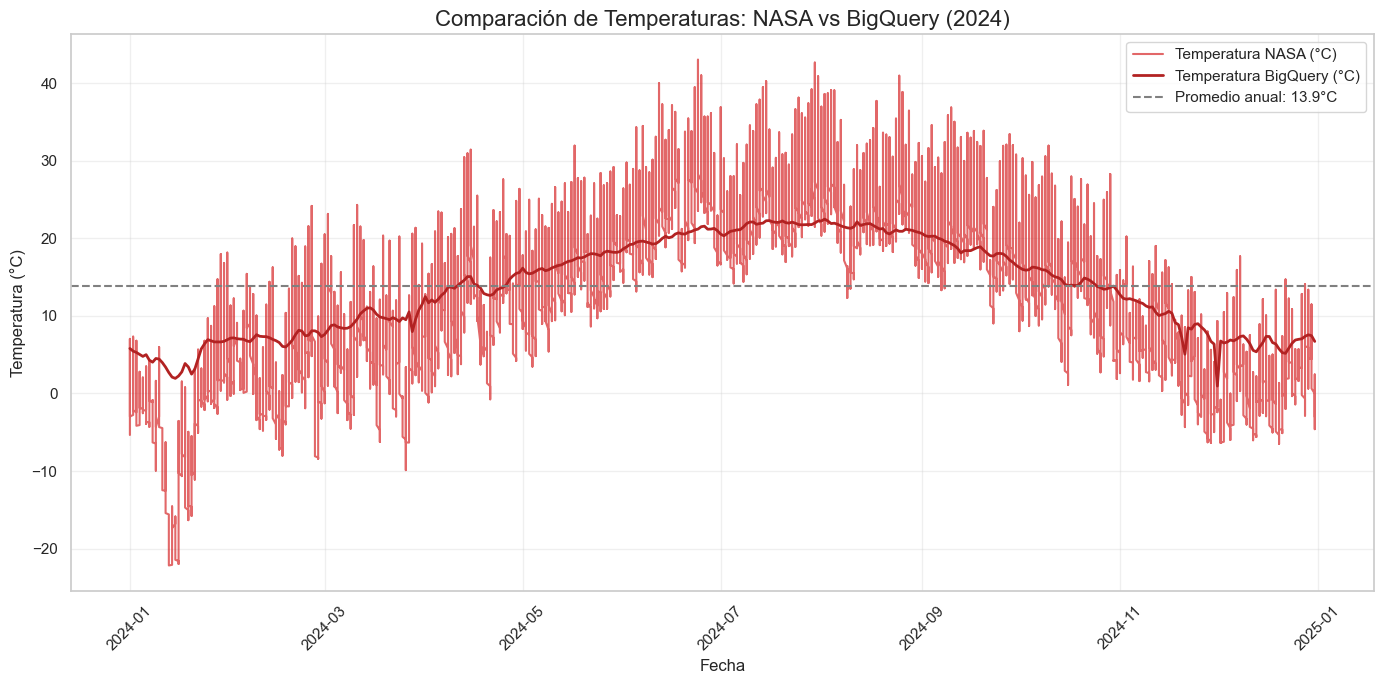 Comparación de Temperaturas: NASA vs BigQuery (2024)
Temperatura NASA (°C)
Temperatura BigQuery (°C)
Promedio anual: 13.9°C
Temperatura (°C)
40
30
20
10
0
−10
−20
2024-01
2024-03
2024-05
2024-07
2024-09
2024-11
2025-01
Fecha